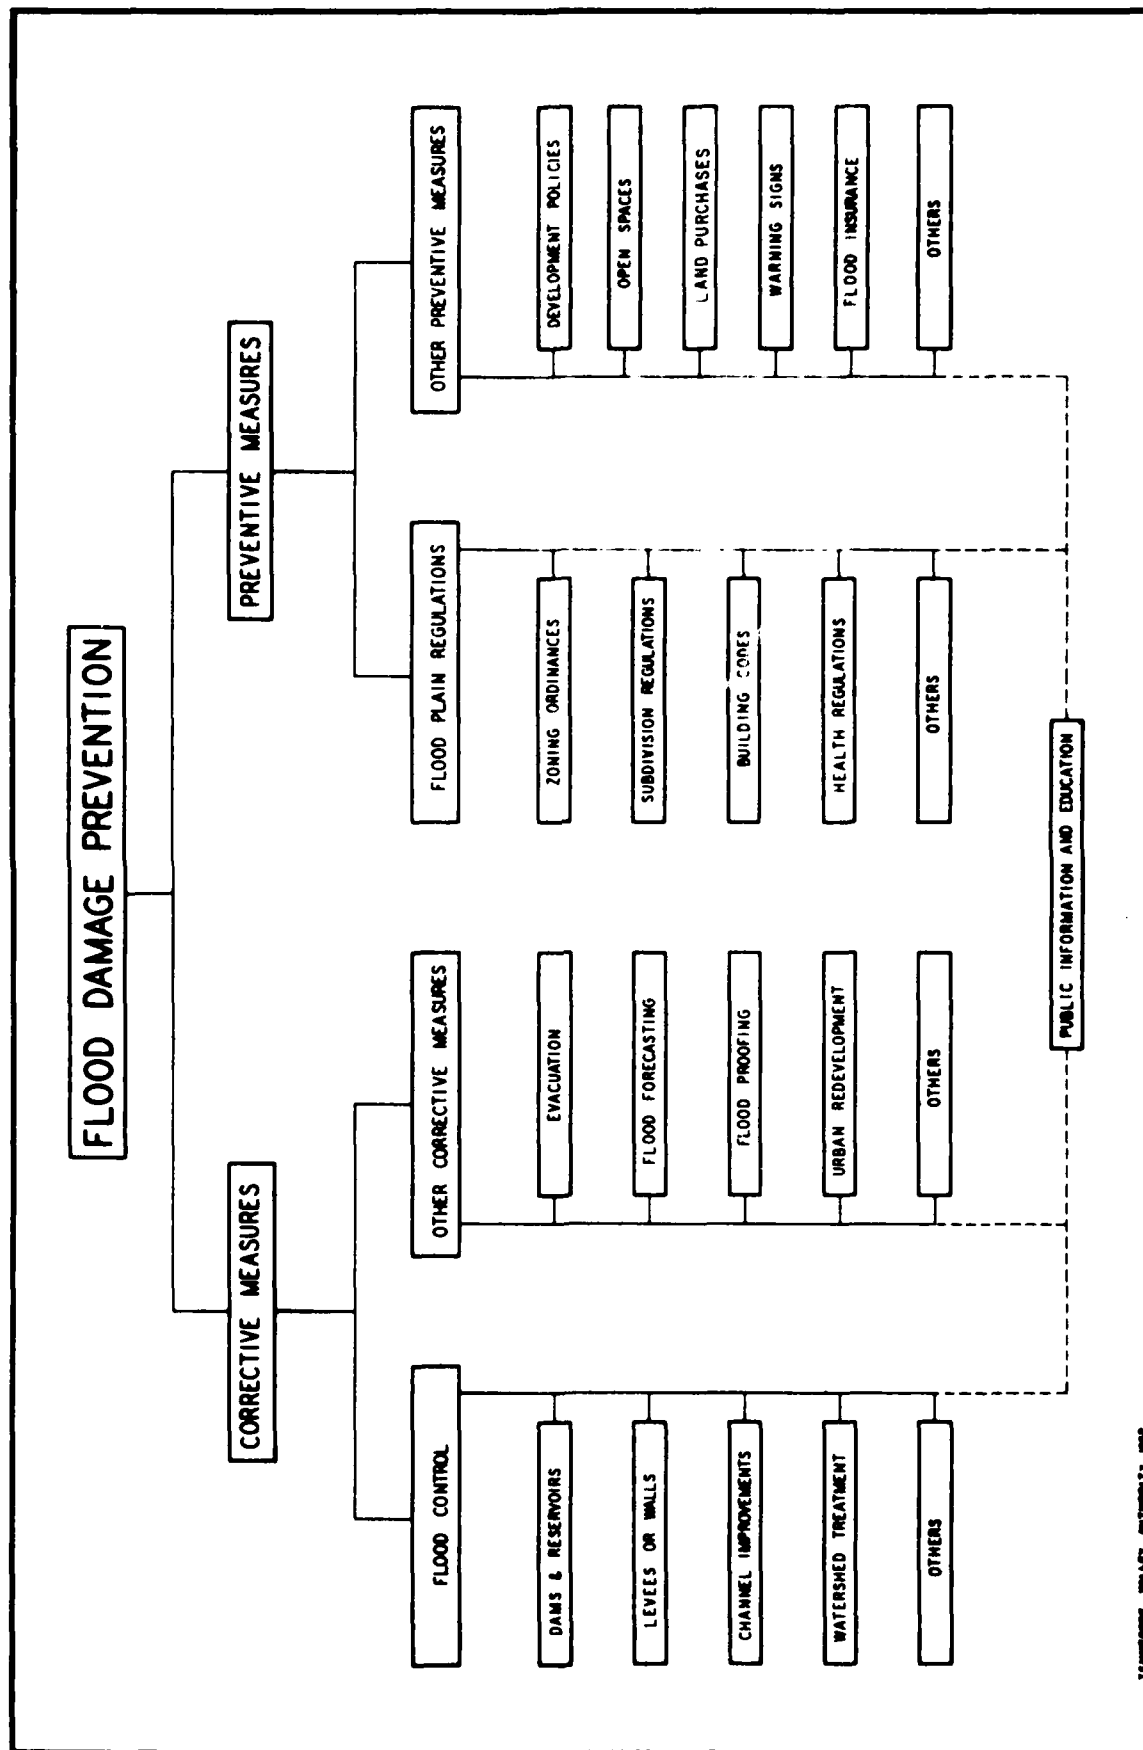 FLOOD DAMAGE PREVENTION
CORRECTIVE MEASURES
PREVENTIVE MEASURES
FLOOD CONTROL
OTHER CORRECTIVE MEASURES
FLOOD PLAIN REGULATIONS
OTHER PREVENTIVE MEASURES
DAMS & RESERVOIRS
LEVEES OR WALLS
CHANNEL IMPROVEMENTS
WATERSHED TREATMENT
OTHERS
EVACUATION
FLOOD FORECASTING
FLOOD PROOFING
URBAN REDEVELOPMENT
OTHERS
ZONING ORDINANCES
SUBDIVISION REGULATIONS
BUILDING CODES
HEALTH REGULATIONS
OTHERS
DEVELOPMENT POLICIES
OPEN SPACES
LAND PURCHASES
WARNING SIGNS
FLOOD INSURANCE
OTHERS
PUBLIC INFORMATION AND EDUCATION